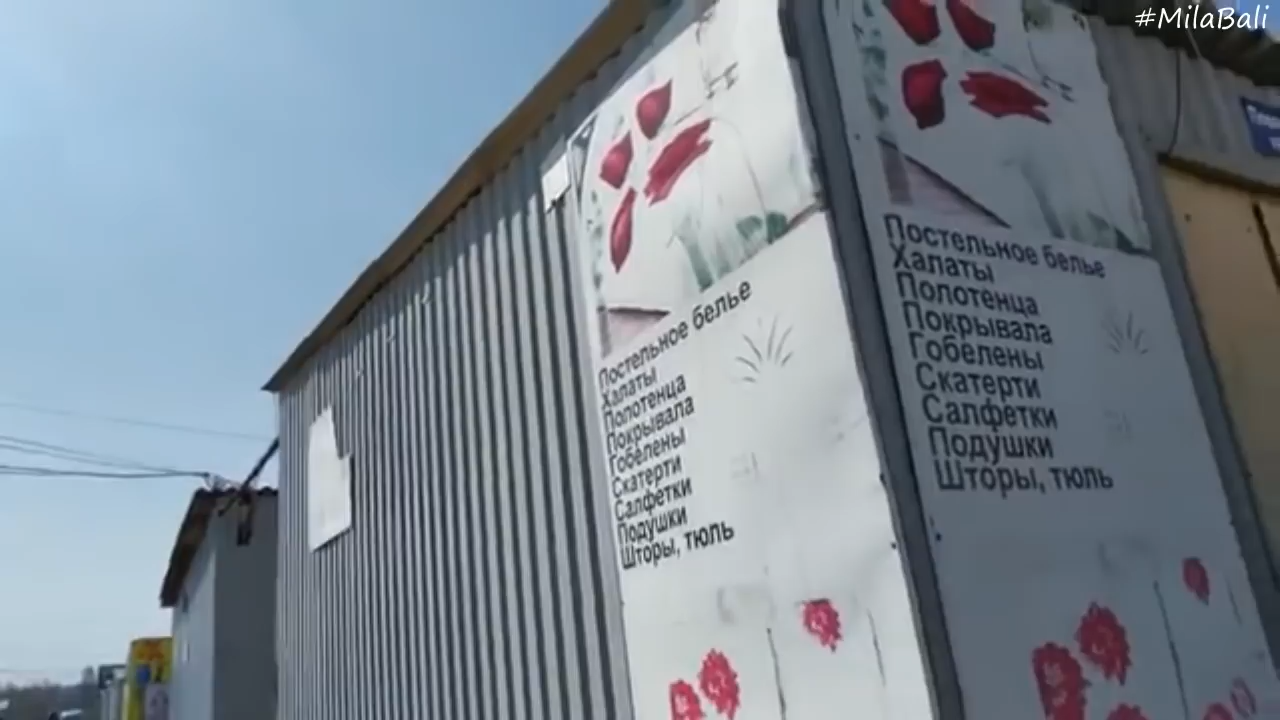 #MilaBali
Постельное белье
Халаты
Полотенца
Покрывала
Гобелены
Скатерти
Салфетки
Подушки
Шторы, тюль
Постельное белье
Халаты
Полотенца
Покрывала
Гобелены
Скатерти
Салфетки
Подушки
Шторы, тюль